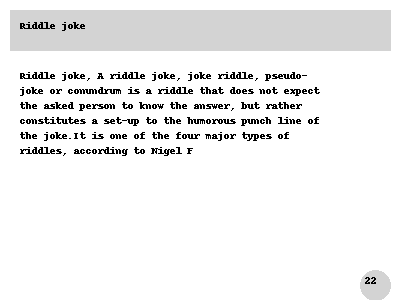 Riddle joke
Riddle joke, A riddle joke, joke riddle, pseudo-
joke or conundrum is a riddle that does not expect
the asked person to know the answer, but rather
constitutes a set-up to the humorous punch line of
the joke.It is one of the four major types of
riddles, according to Nigel F
22